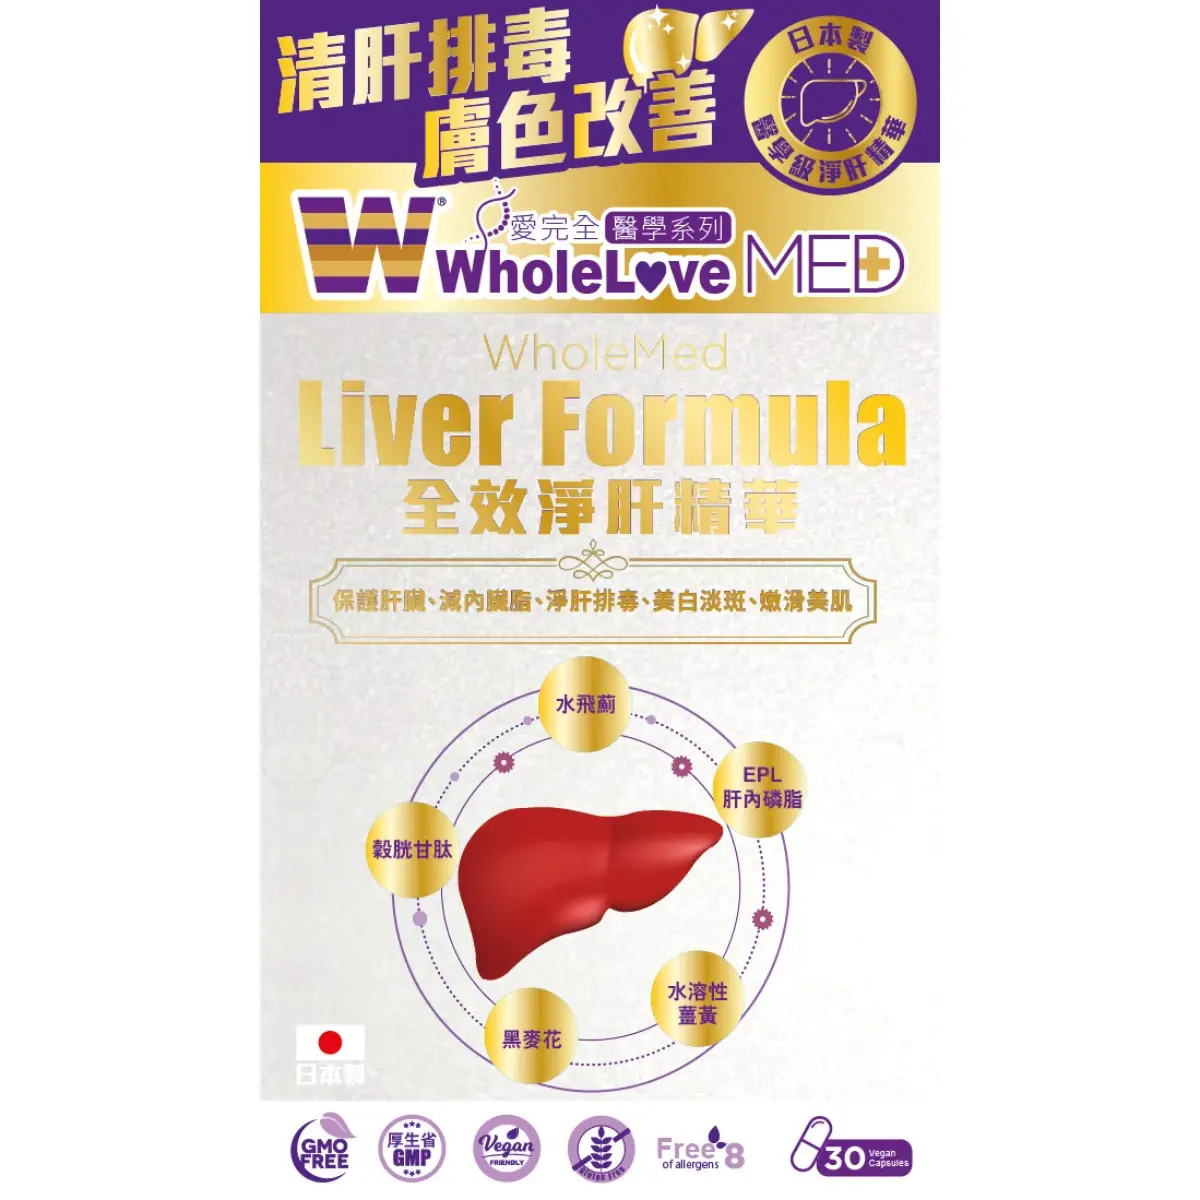 清肝排毒
膚色改善
日本製
醫學級淨肝精華
W®
愛完全 醫學系列
WholeLove MED
WholeMed
Liver Formula
全效淨肝精華
保護肝臟、減內臟脂、淨肝排毒、美白淡斑、嫩滑美肌
水飛薊
EPL
肝內磷脂
穀胱甘肽
水溶性
薑黃
黑麥花
日本製
GMO
FREE
厚生省
GMP
Vegan
FRIENDLY
Gluten Free
Free 8
of allergens
30 Vegan
Capsules